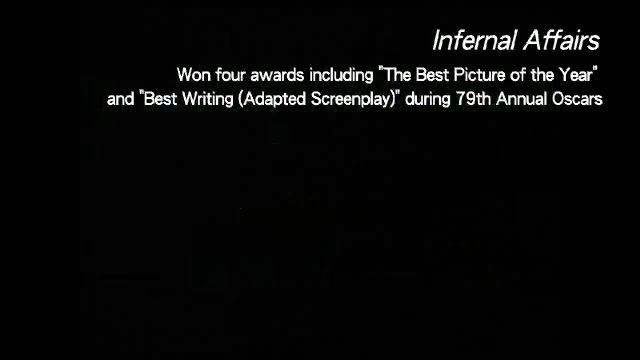 Infernal Affairs
Won four awards including "The Best Picture of the Year"
and "Best Writing (Adapted Screenplay)" during 79th Annual Oscars